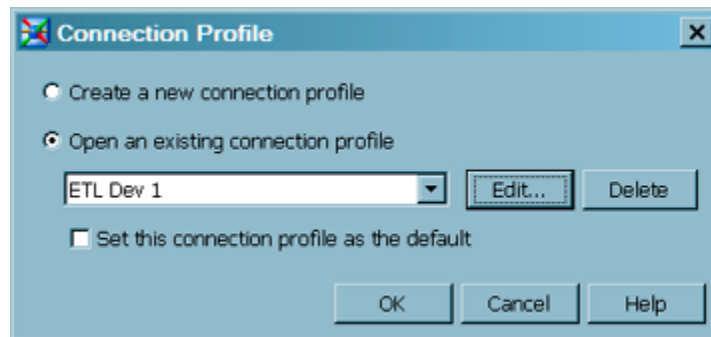 Connection Profile
Create a new connection profile
Open an existing connection profile
ETL Dev 1 Edit... Delete
Set this connection profile as the default
OK Cancel Help